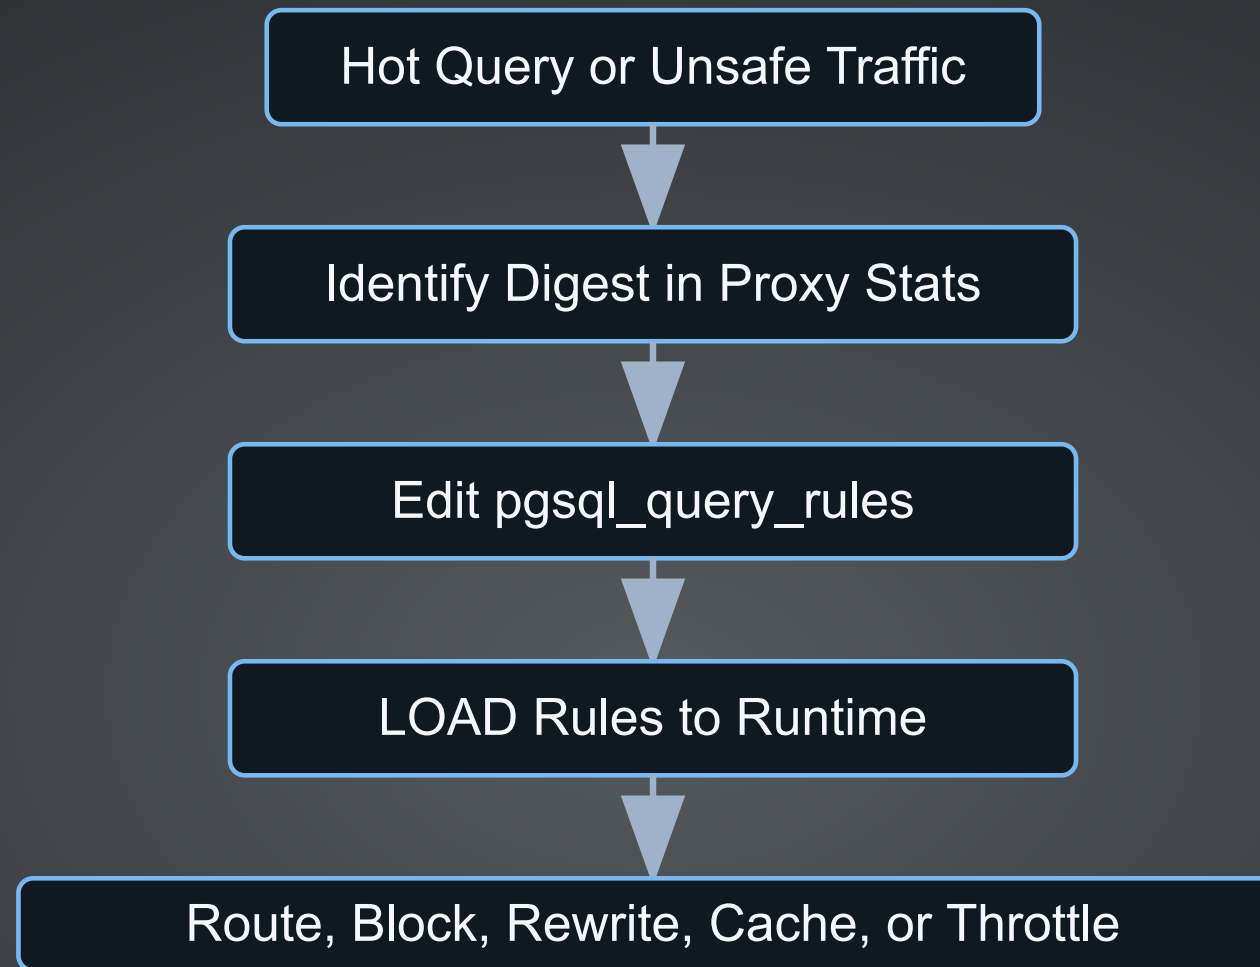 Hot Query or Unsafe Traffic
Identify Digest in Proxy Stats
Edit pgsql_query_rules
LOAD Rules to Runtime
Route, Block, Rewrite, Cache, or Throttle